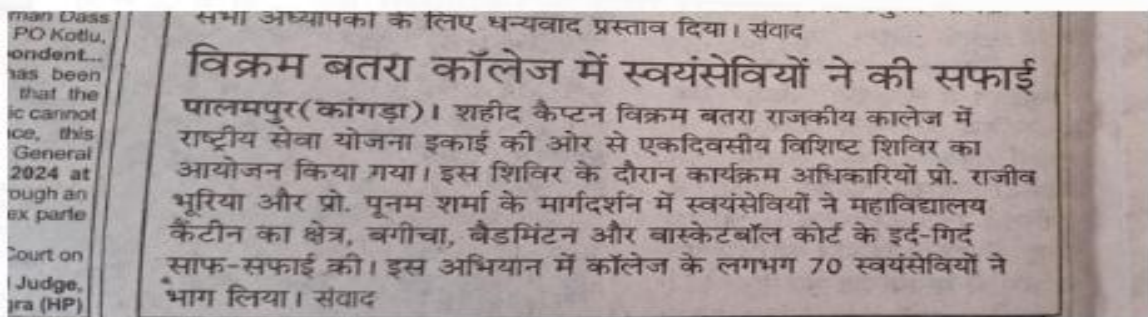 man Dass
PO Kotlu,
ondent...
has been
that the
ic cannot
ice, this
General
2024 at
ough an
ex parte
Court on
Judge,
ra (HP)
सभी अध्यापकों के लिए धन्यवाद प्रस्ताव दिया। संवाद
विक्रम बतरा कॉलेज में स्वयंसेवियों ने की सफाई
पालमपुर(कांगड़ा)। शहीद कैप्टन विक्रम बतरा राजकीय कालेज में
राष्ट्रीय सेवा योजना इकाई की ओर से एकदिवसीय विशिष्ट शिविर का
आयोजन किया गया। इस शिविर के दौरान कार्यक्रम अधिकारियों प्रो. राजीव
भूरिया और प्रो. पूनम शर्मा के मार्गदर्शन में स्वयंसेवियों ने महाविद्यालय
कैंटीन का क्षेत्र, बगीचा, बैडमिंटन और बास्केटबॉल कोर्ट के इर्द-गिर्द
साफ-सफाई की। इस अभियान में कॉलेज के लगभग 70 स्वयंसेवियों ने
भाग लिया। संवाद